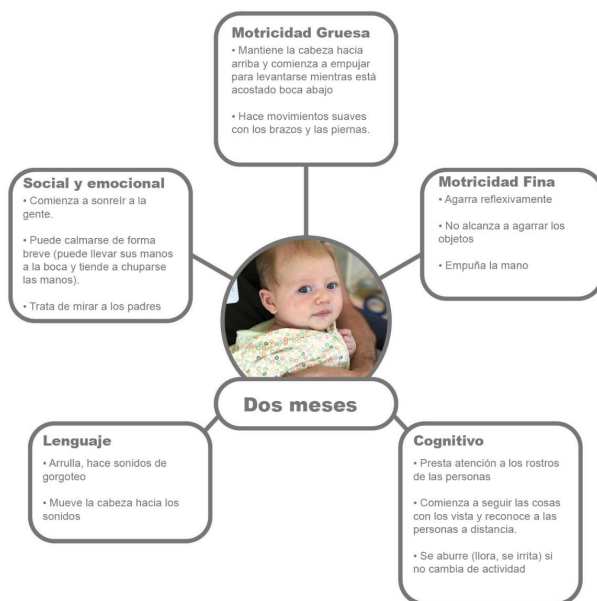 Motricidad Gruesa
• Mantiene la cabeza hacia
arriba y comienza a empujar
para levantarse mientras está
acostado boca abajo
• Hace movimientos suaves
con los brazos y las piernas.
Social y emocional
• Comienza a sonreír a la
gente.
• Puede calmarse de forma
breve (puede llevar sus manos
a la boca y tiende a chuparse
las manos).
• Trata de mirar a los padres
Motricidad Fina
• Agarra reflexivamente
• No alcanza a agarrar los
objetos
• Empuña la mano
Dos meses
Lenguaje
• Arrulla, hace sonidos de
gorgoteo
• Mueve la cabeza hacia los
sonidos
Cognitivo
• Presta atención a los rostros
de las personas
• Comienza a seguir las cosas
con los vista y reconoce a las
personas a distancia.
• Se aburre (llora, se irrita) si
no cambia de actividad